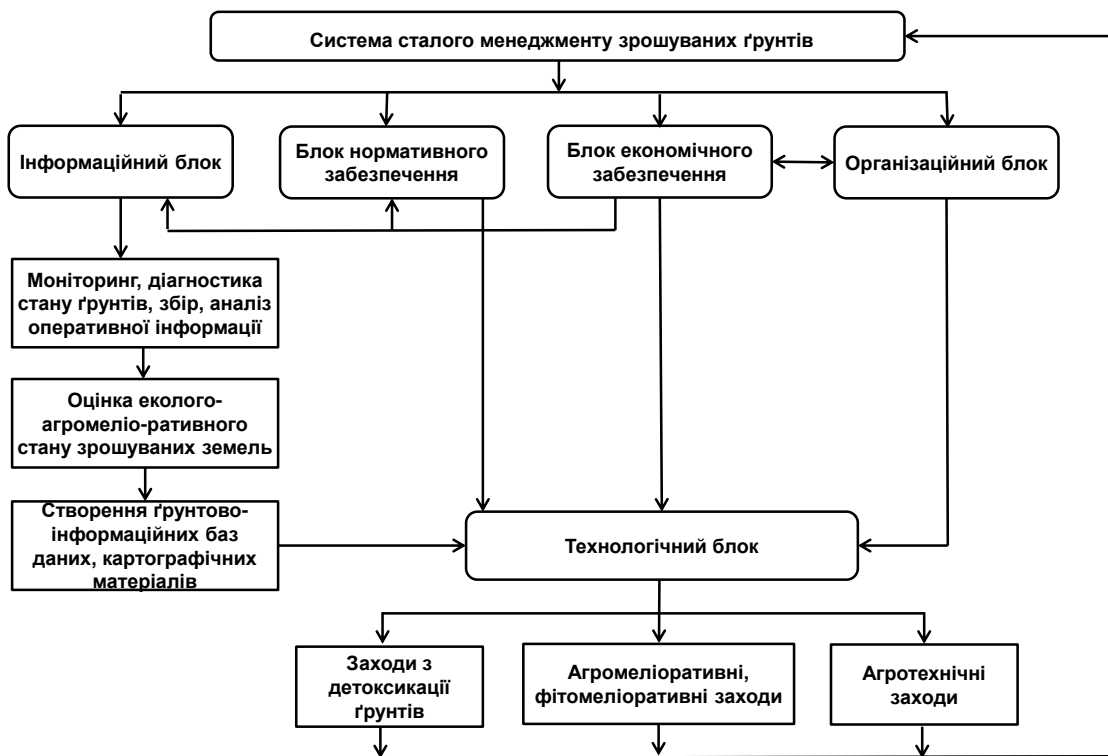 Система сталого менеджменту зрошуваних ґрунтів
Інформаційний блок
Блок нормативного
забезпечення
Блок економічного
забезпечення
Організаційний блок
Моніторинг, діагностика
стану ґрунтів, збір, аналіз
оперативної інформації
Оцінка еколого-
агромеліо-ративного
стану зрошуваних земель
Створення ґрунтово-
інформаційних баз
даних, картографічних
матеріалів
Технологічний блок
Заходи з
детоксикації
ґрунтів
Агромеліоративні,
фітомеліоративні заходи
Агротехнічні
заходи